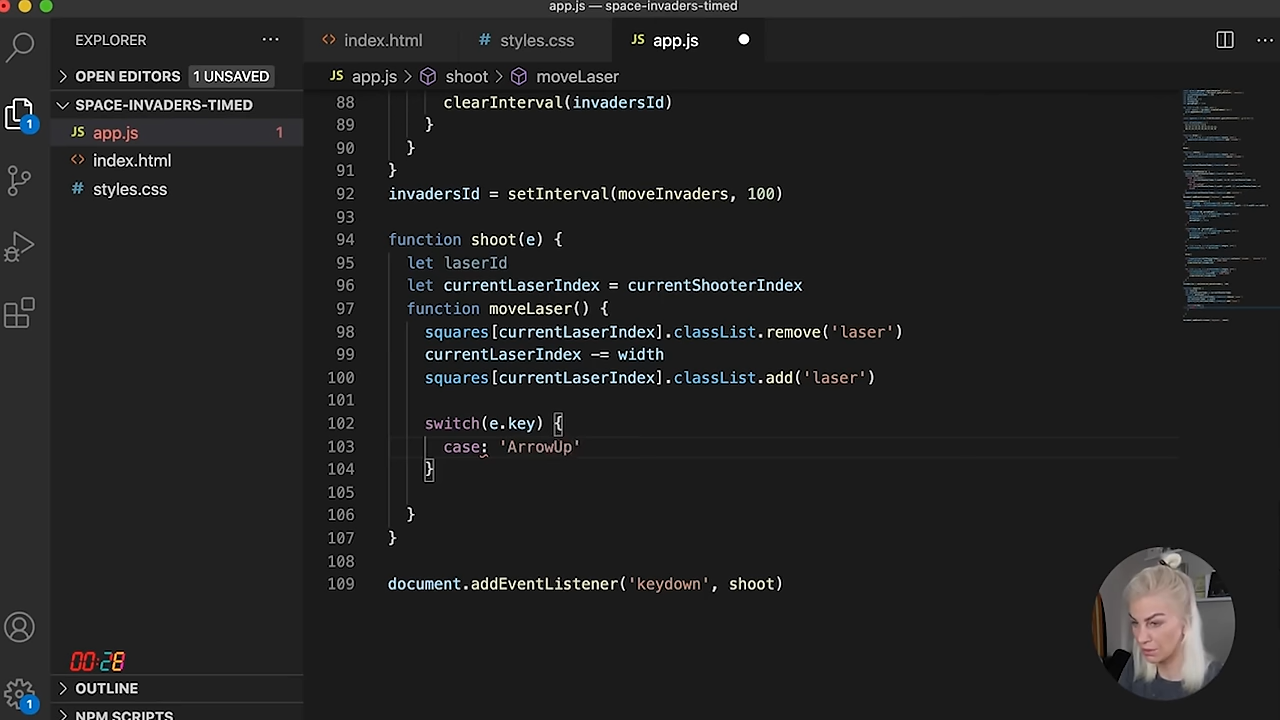 app.js — space-invaders-timed
EXPLORER
index.html
styles.css
JS app.js
OPEN EDITORS 1 UNSAVED
JS app.js > shoot > moveLaser
SPACE-INVADERS-TIMED
JS app.js 1
index.html
styles.css
88 clearInterval(invadersId)
89 }
90 }
91 }
92 invadersId = setInterval(moveInvaders, 100)
93
94 function shoot(e) {
95 let laserId
96 let currentLaserIndex = currentShooterIndex
97 function moveLaser() {
98 squares[currentLaserIndex].classList.remove('laser')
99 currentLaserIndex -= width
100 squares[currentLaserIndex].classList.add('laser')
101
102 switch(e.key) {
103 case: 'ArrowUp'
104 }
105
106 }
107 }
108
109 document.addEventListener('keydown', shoot)
1
00:28
OUTLINE
1
NPM SCRIPTS